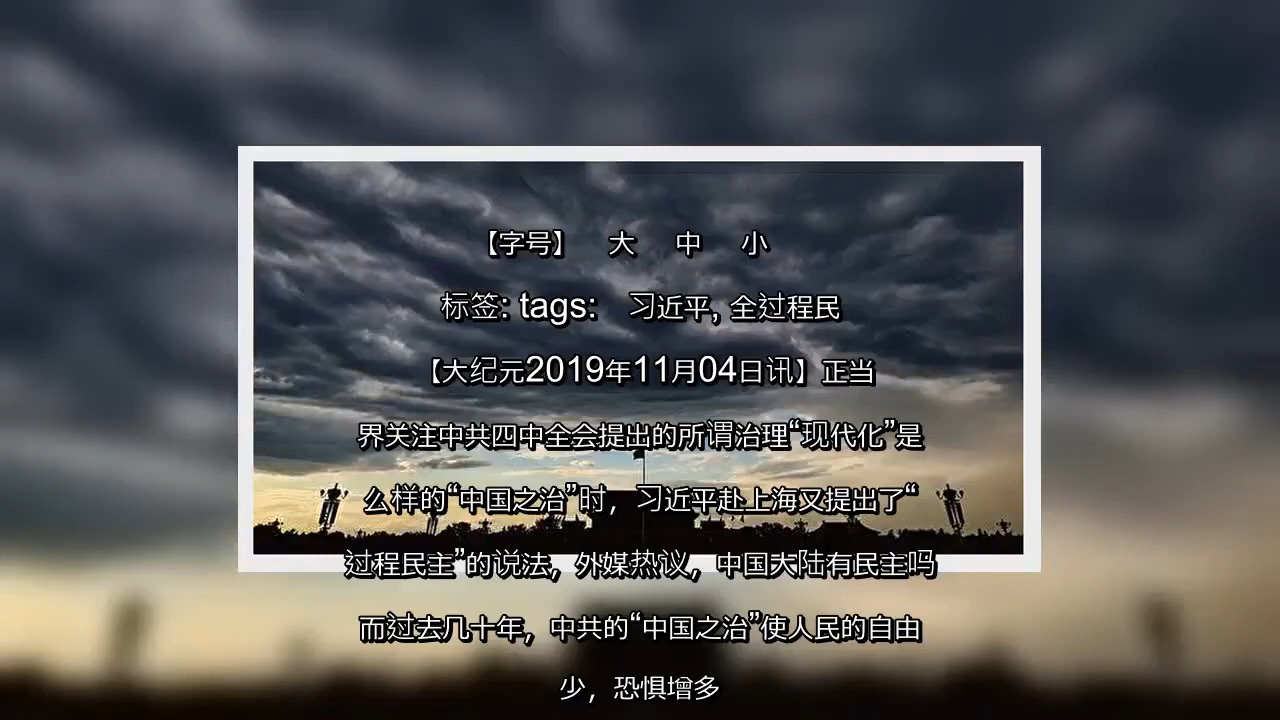 【字号】 大 中 小
标签: tags: 习近平, 全过程民
【大纪元2019年11月04日讯】正当
界关注中共四中全会提出的所谓治理“现代化”是
么样的“中国之治”时，习近平赴上海又提出了“
过程民主”的说法，外媒热议，中国大陆有民主吗
而过去几十年，中共的“中国之治”使人民的自由
少，恐惧增多